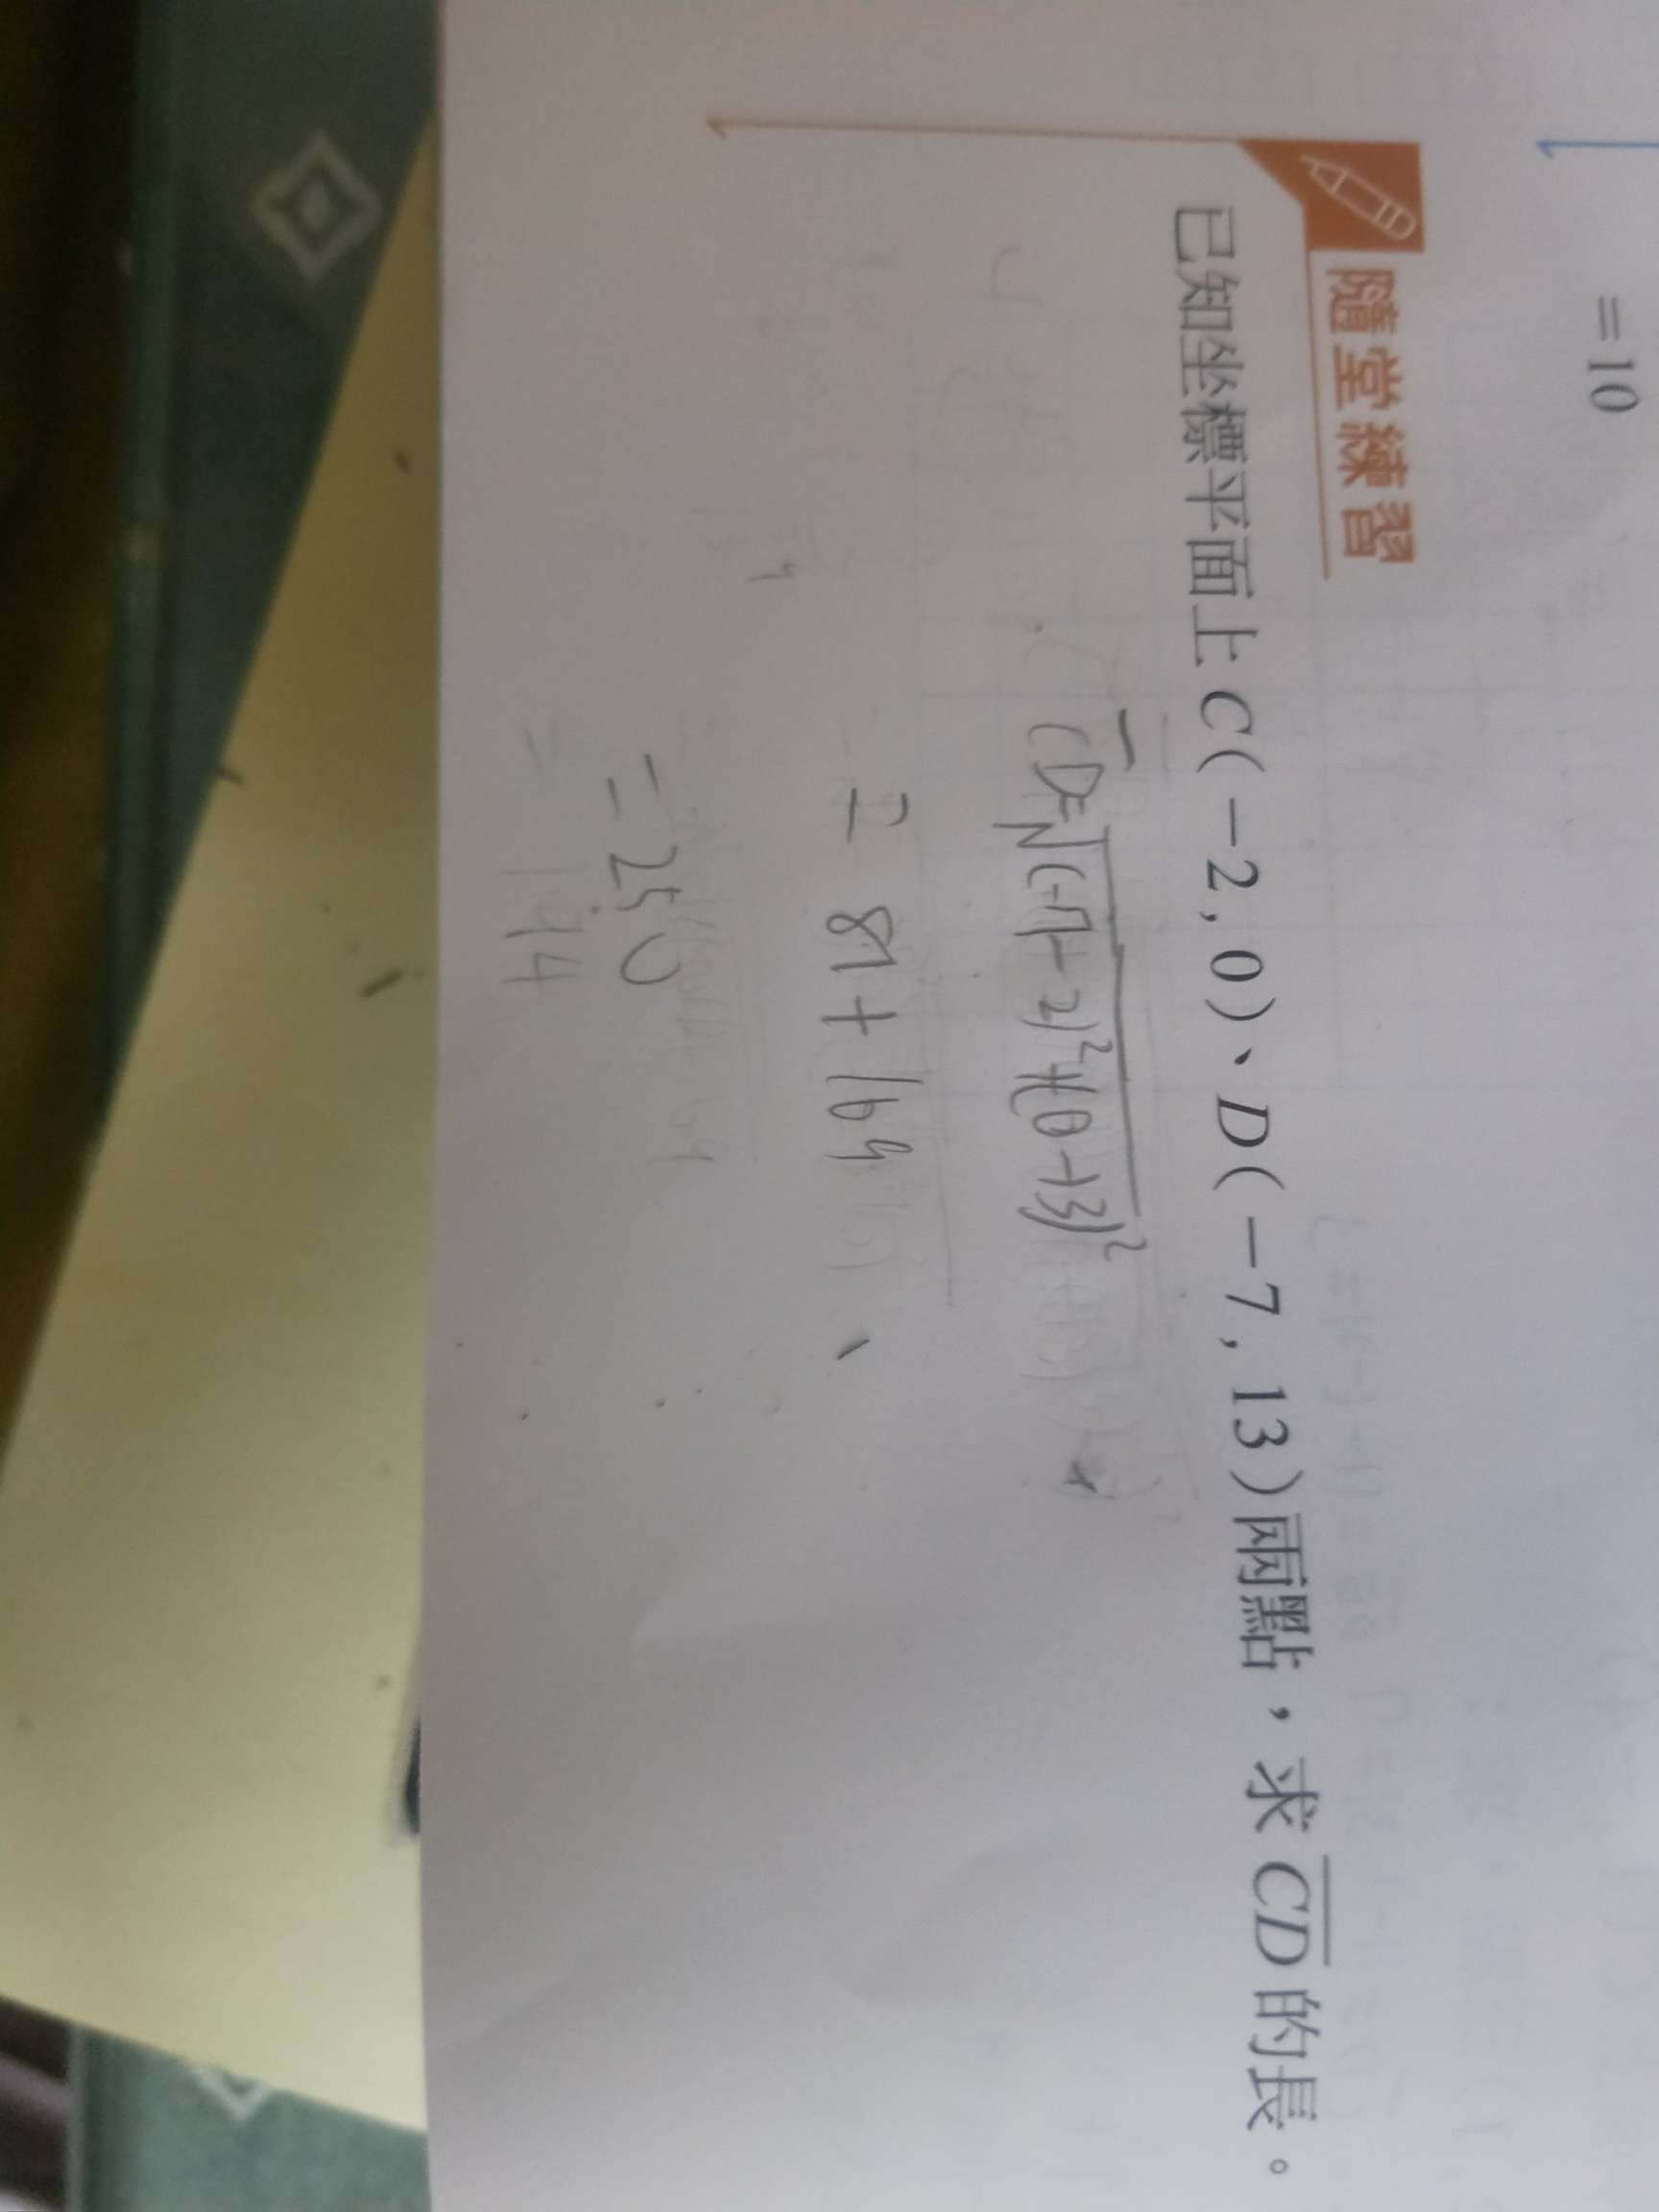 =10
隨堂練習
已知坐標平面上 C(-2,0)、D(-7,13)兩點，求 CD 的長。
CD=√(-7-2)²+(0-13)²
= 81+169
=250
=194